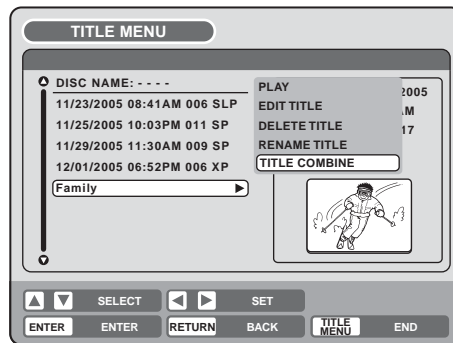 TITLE MENU
DISC NAME: - - - -
11/23/2005 08:41AM 006 SLP
11/25/2005 10:03PM 011 SP
11/29/2005 11:30AM 009 SP
12/01/2005 06:52PM 006 XP
Family
PLAY
EDIT TITLE
DELETE TITLE
RENAME TITLE
TITLE COMBINE
2005
AM
17
SELECT SET
ENTER ENTER RETURN BACK TITLE MENU END